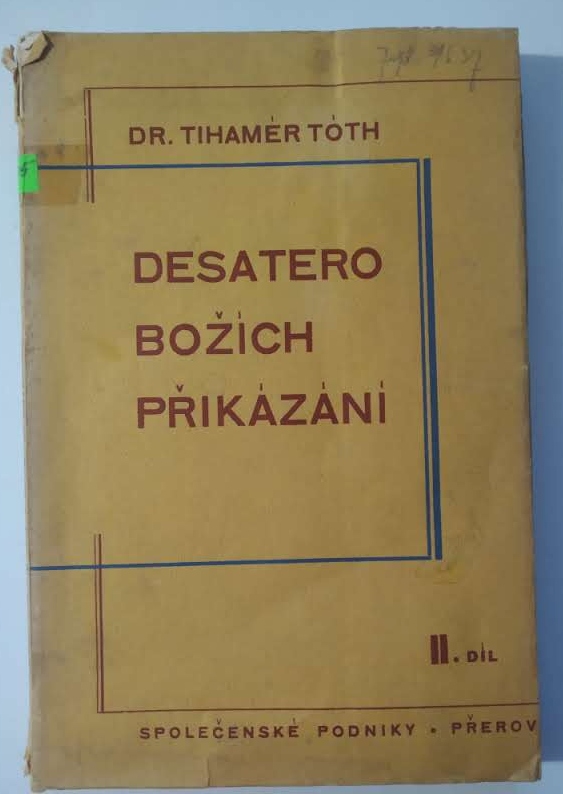 DR. TIHAMÉR TÓTH
DESATERO
BOŽÍCH
PŘIKÁZÁNÍ
II. DÍL
SPOLEČENSKÉ PODNIKY • PŘEROV